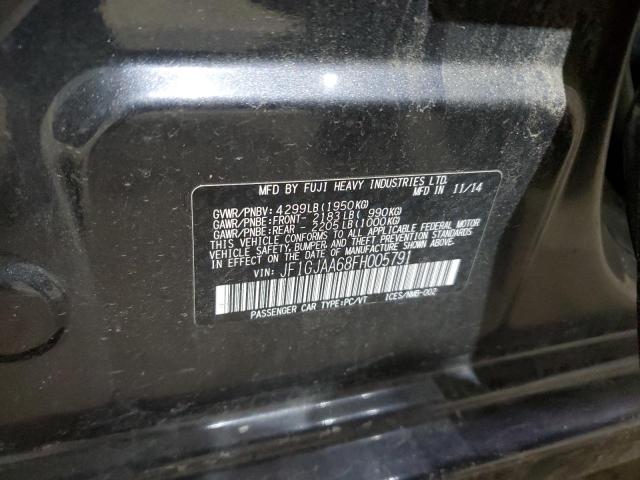 MFD BY FUJI HEAVY INDUSTRIES LTD.
MFD IN 11/14
GVWR/PNBV: 4299LB(1950KG)
GAWR/PNBE:FRONT- 2183LB( 990KG)
GAWR/PNBE:REAR - 2205LB(1000KG)
THIS VEHICLE CONFORMS TO ALL APPLICABLE FEDERAL MOTOR
VEHICLE SAFETY,BUMPER, AND THEFT PREVENTION STANDARDS
IN EFFECT ON THE DATE OF MANUFACTURE SHOWN ABOVE.
VIN: JF1GJAA68FH005791
PASSENGER CAR TYPE:PC/VT ICES/NMB-002